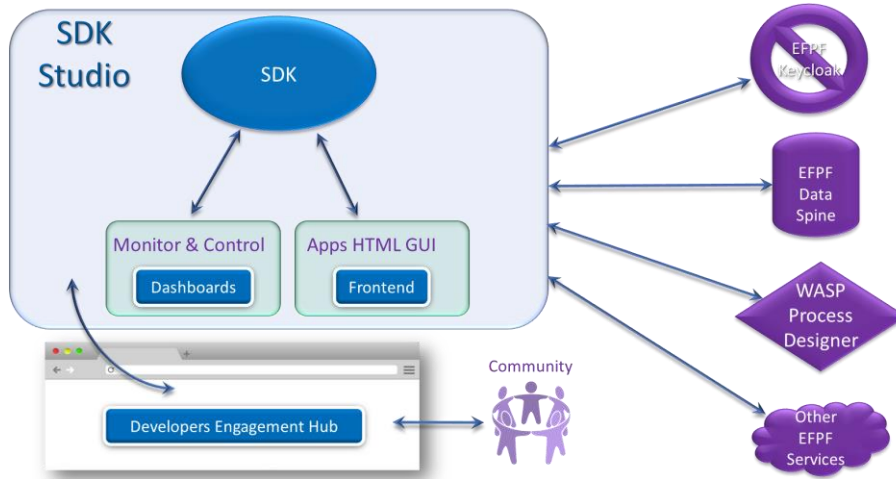 SDK
Studio
SDK
Monitor & Control
Dashboards
Apps HTML GUI
Frontend
Developers Engagement Hub
Community
EFPF
Keycloak
EFPF
Data
Spine
WASP
Process
Designer
Other
EFPF
Services